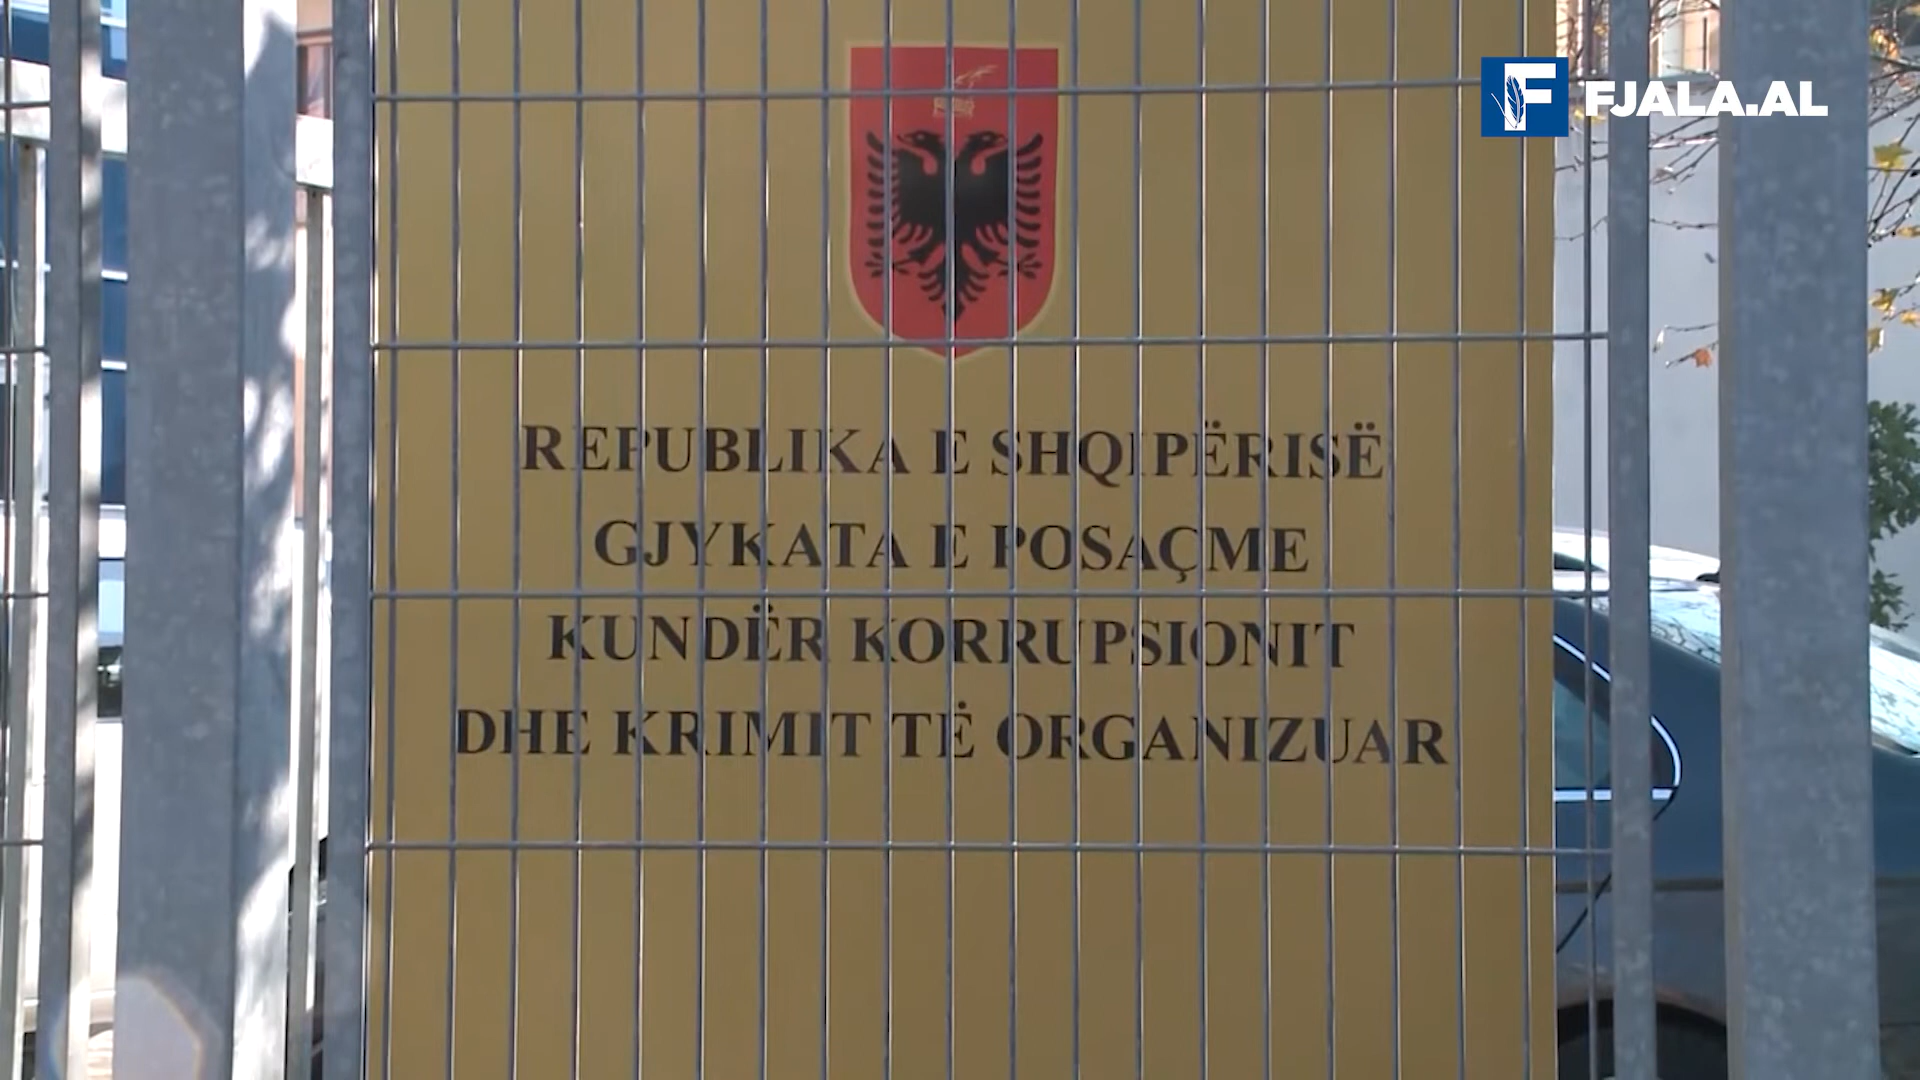 FJALA.AL
REPUBLIKA E SHQIPËRISË
GJYKATA E POSAÇME
KUNDËR KORRUPSIONIT
DHE KRIMIT TË ORGANIZUAR